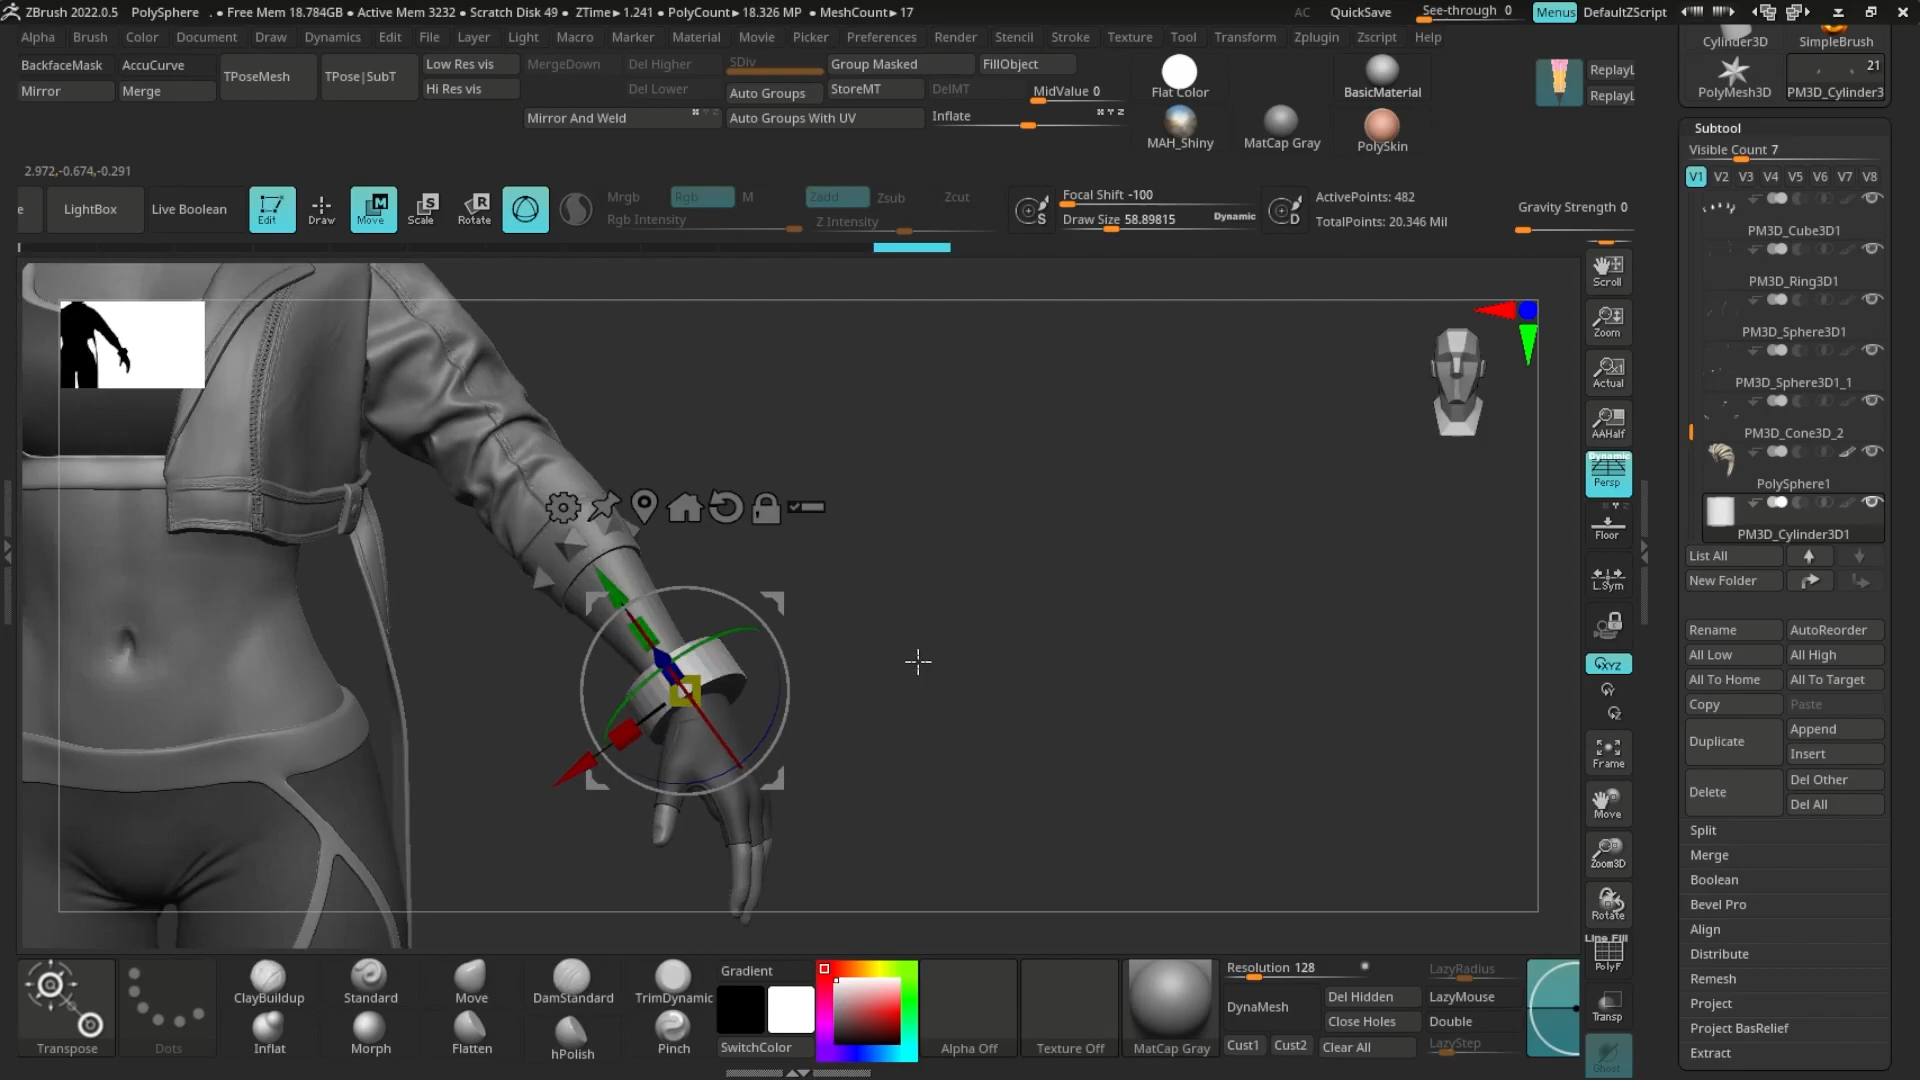 ZBrush 2022.0.5 PolySphere . • Free Mem 18.784GB • Active Mem 3232 • Scratch Disk 49 • ZTime▸1.241 • PolyCount▸18.326 MP • MeshCount▸17
AC QuickSave See-through 0 Menus DefaultZScript
Alpha Brush Color Document Draw Dynamics Edit File Layer Light Macro Marker Material Movie Picker Preferences Render Stencil Stroke Texture Tool Transform Zplugin Zscript Help
BackfaceMask AccuCurve
Mirror Merge
TPoseMesh
TPose|SubT
Low Res vis
Hi Res vis
MergeDown
Del Higher
Del Lower
Mirror And Weld
SDiv
Auto Groups
Auto Groups With UV
Group Masked
StoreMT
DelMT
FillObject
MidValue 0
Inflate
Flat Color
MAH_Shiny
MatCap Gray
BasicMaterial
PolySkin
ReplayL
ReplayL
2.972,-0.674,-0.291
e
LightBox
Live Boolean
Edit
Draw
Move
Scale
Rotate
Mrgb Rgb M
Rgb Intensity
Zadd Zsub Zcut
Z Intensity
S
Focal Shift -100
Draw Size 58.89815 Dynamic
D
ActivePoints: 482
TotalPoints: 20.346 Mil
Gravity Strength 0
Scroll
Zoom
Actual
AAHalf
Dynamic
Persp
Floor
L.Sym
XYZ
Y
Z
Frame
Move
Zoom3D
Rotate
Line Fill
PolyF
Transp
Ghost
Cylinder3D SimpleBrush
21
PolyMesh3D PM3D_Cylinder3
Subtool
Visible Count 7
V1 V2 V3 V4 V5 V6 V7 V8
PM3D_Cube3D1
PM3D_Ring3D1
PM3D_Sphere3D1
PM3D_Sphere3D1_1
PM3D_Cone3D_2
PolySphere1
PM3D_Cylinder3D1
List All
New Folder
Rename AutoReorder
All Low All High
All To Home All To Target
Copy Paste
Duplicate
Append
Insert
Delete
Del Other
Del All
Split
Merge
Boolean
Bevel Pro
Align
Distribute
Remesh
Project
Project BasRelief
Extract
Transpose
Dots
ClayBuildup Standard Move DamStandard TrimDynamic
Inflat Morph Flatten hPolish Pinch
Gradient
SwitchColor
Alpha Off
Texture Off
MatCap Gray
Resolution 128
DynaMesh
Cust1 Cust2
Del Hidden
Close Holes
Clear All
LazyRadius
LazyMouse
Double
LazyStep